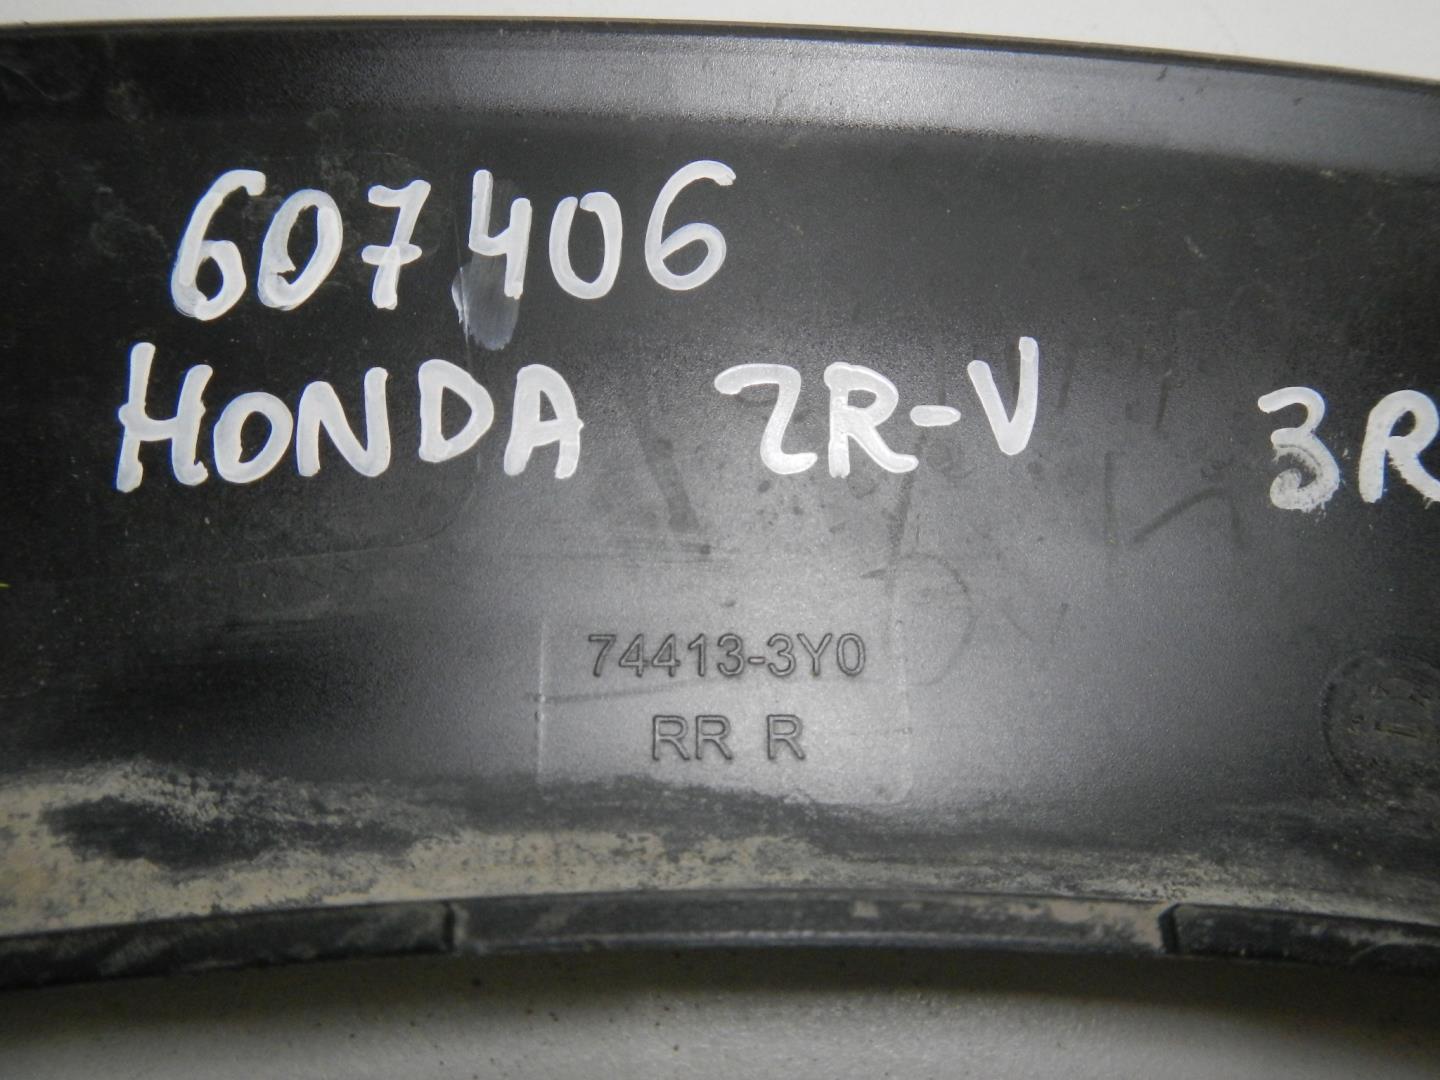 607406
HONDA ZR-V 3R
74413-3Y0
RR R